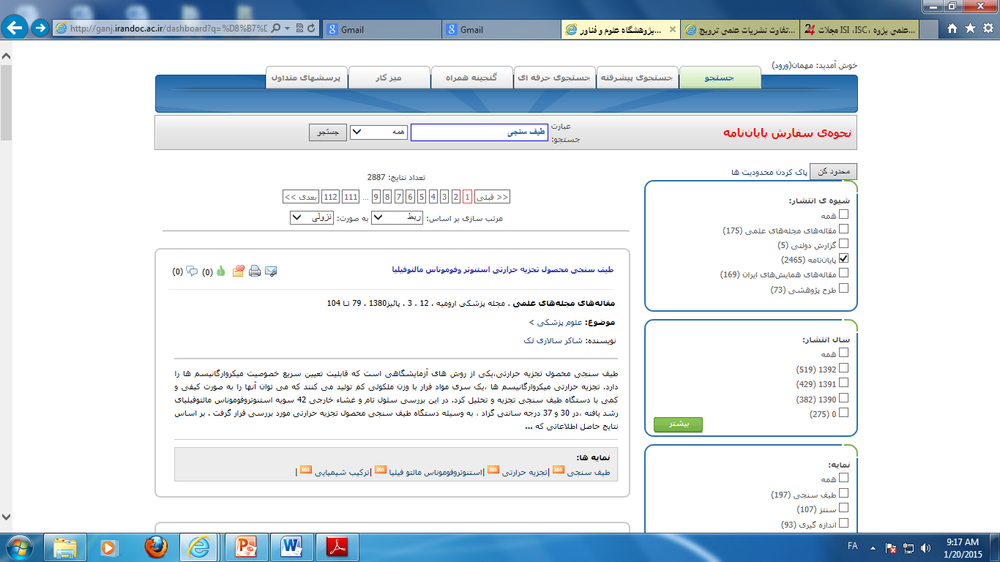 http://ganj.irandoc.ac.ir/dashboard?q=%D8%B7%D
Gmail
Gmail
پژوهشگاه علوم و فناور...
تفاوت نشریات علمی ترویج...
مجلات ISI ،ISC، علمی پژوه...
خوش آمدید: مهمان(ورود)
جستجو
جستجوی پیشرفته
جستجوی حرفه ای
گنجینه همراه
میز کار
پرسشهای متداول
نحوه‌ی سفارش پایان‌نامه
عبارت جستجو:
طیف سنجی
همه
جستجو
محدود کن
پاک کردن محدودیت ها
شیوه ی انتشار:
همه
مقاله‌های مجله‌های علمی (175)
گزارش دولتی (5)
پایان‌نامه (2465)
مقاله‌های همایش‌های ایران (169)
طرح پژوهشی (73)
سال انتشار:
همه
1392 (519)
1391 (429)
1390 (382)
0 (275)
بیشتر
نمایه:
همه
طیف سنجی (197)
سنتز (107)
اندازه گیری (93)
تعداد نتایج: 2887
<< قبلی 1 2 3 4 5 6 7 8 9 ... 111 112 بعدی >>
مرتب سازی بر اساس: ربط به صورت: نزولی
طیف سنجی محصول تجزیه حرارتی استنوتر وفوموناس مالتوفیلیا
(0) (0)
مقاله‌های مجله‌های علمی . مجله پزشکي ارومیه . 12 . 3 . پائیز1380 . 79 تا 104
موضوع: علوم پزشکی >
نویسنده: شاکر سالاری لک
طیف سنجی محصول تجزیه حرارتی،یکی از روش های آزمایشگاهی است که قابلیت تعیین سریع خصوصیت میکروارگانیسم ها را
دارد. تجزیه حرارتی میکروارگانیسم ها ،یک سری مواد فرار با وزن ملکولی کم تولید می کنند که می توان آنها را به صورت کیفی و
کمی با دستگاه طیف سنجی تجزیه و تحلیل کرد. در این بررسی سلول تام و غشاء خارجی 42 سویه استنوتروفوموناس مالتوفیلیای
رشد یافته ،در 30 و 37 درجه سانتی گراد ، به وسیله دستگاه طیف سنجی محصول تجزیه حرارتی مورد بررسی قرار گرفت . بر اساس
نتایج حاصل اطلاعاتی که ...
نمایه ها:
طیف سنجی RSS |تجزیه حرارتی RSS |استنوتروفوموناس مالتو فیلیا RSS |ترکیب شیمیایی RSS |
FA
9:17 AM
1/20/2015